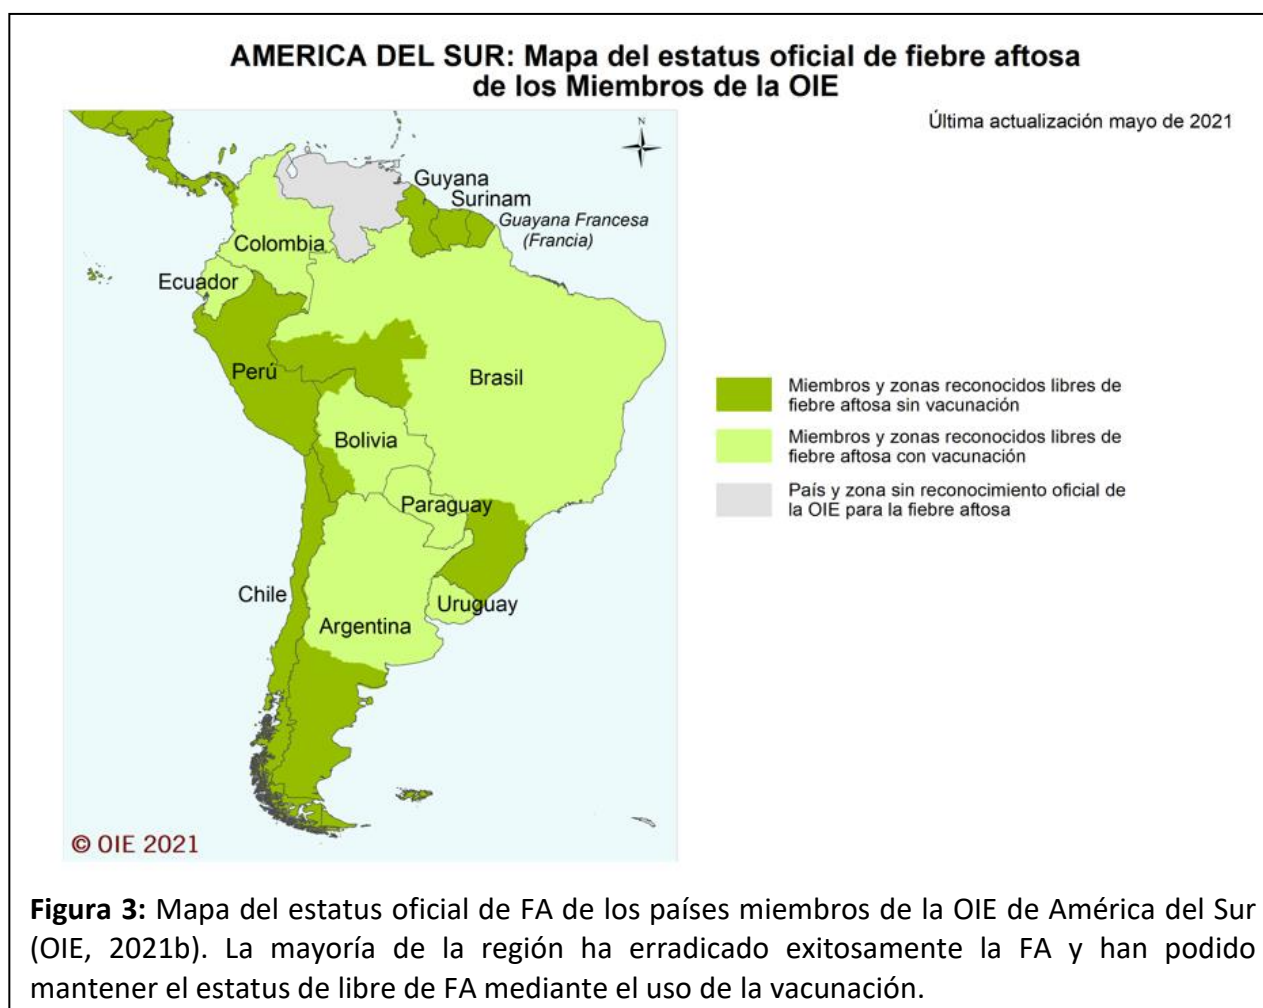 AMERICA DEL SUR: Mapa del estatus oficial de fiebre aftosa
de los Miembros de la OIE
Última actualización mayo de 2021
N
Guyana
Surinam
Guayana Francesa
(Francia)
Colombia
Ecuador
Perú
Brasil
Bolivia
Paraguay
Chile
Uruguay
Argentina
Miembros y zonas reconocidos libres de
fiebre aftosa sin vacunación
Miembros y zonas reconocidos libres de
fiebre aftosa con vacunación
País y zona sin reconocimiento oficial de
la OIE para la fiebre aftosa
© OIE 2021
Figura 3: Mapa del estatus oficial de FA de los países miembros de la OIE de América del Sur
(OIE, 2021b). La mayoría de la región ha erradicado exitosamente la FA y han podido
mantener el estatus de libre de FA mediante el uso de la vacunación.